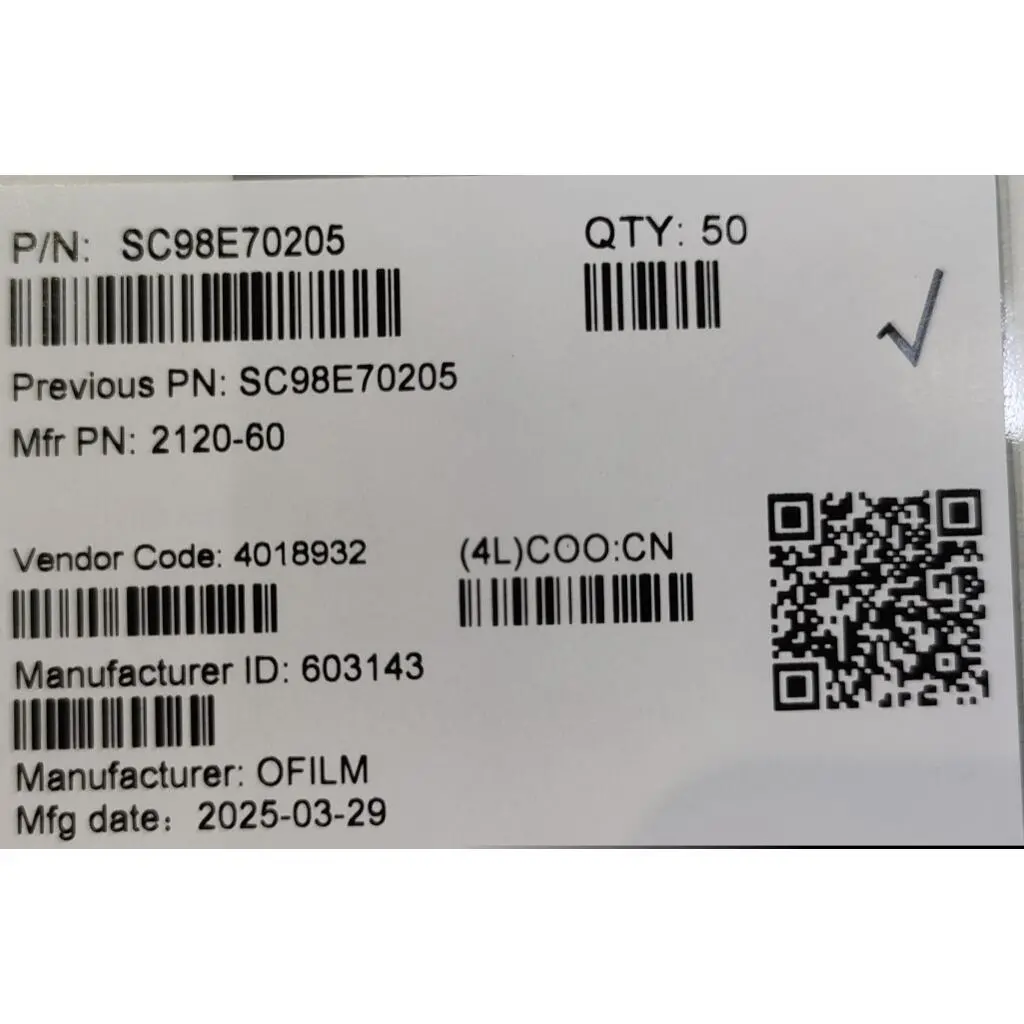 P/N: SC98E70205
QTY: 50
Previous PN: SC98E70205
Mfr PN: 2120-60
Vendor Code: 4018932
(4L)COO:CN
Manufacturer ID: 603143
Manufacturer: OFILM
Mfg date: 2025-03-29